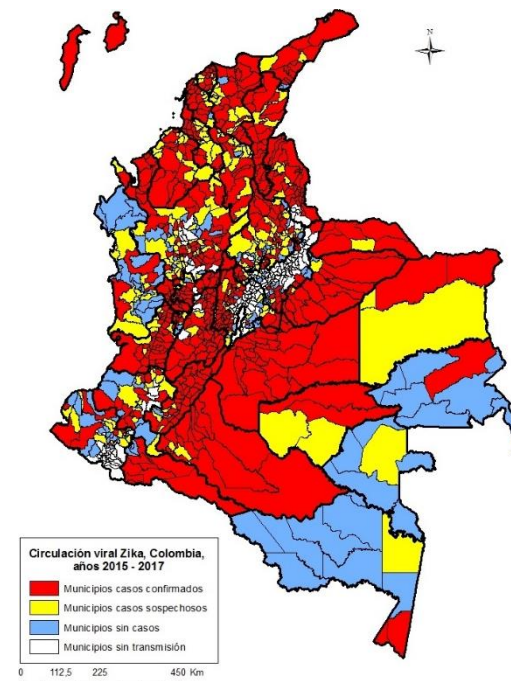 N
Circulación viral Zika, Colombia,
años 2015 - 2017
Municipios casos confirmados
Municipios casos sospechosos
Municipios sin casos
Municipios sin transmisión
0 112,5 225 450 Km